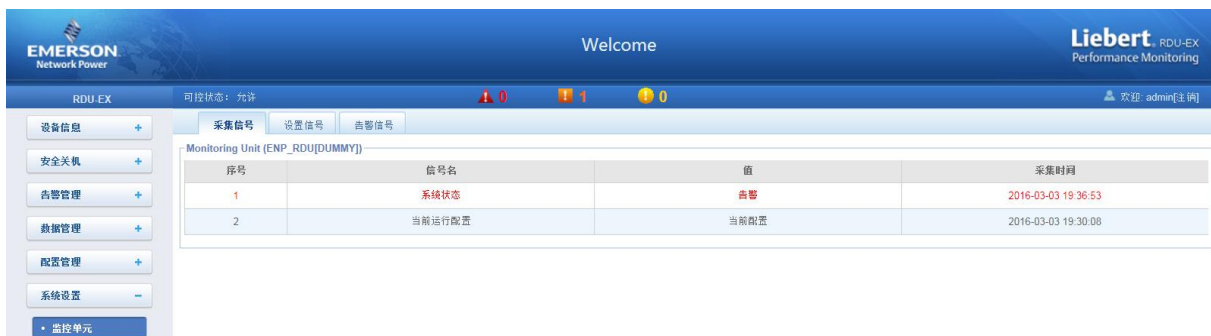 EMERSON.
Network Power
Welcome
Liebert. RDU-EX
Performance Monitoring
RDU-EX
可控状态：允许
0
1
0
欢迎: admin[注销]
设备信息 +
安全关机 +
告警管理 +
数据管理 +
配置管理 +
系统设置 −
• 监控单元
采集信号 设置信号 告警信号
Monitoring Unit (ENP_RDU[DUMMY])
序号 信号名 值 采集时间
1 系统状态 告警 2016-03-03 19:36:53
2 当前运行配置 当前配置 2016-03-03 19:30:08